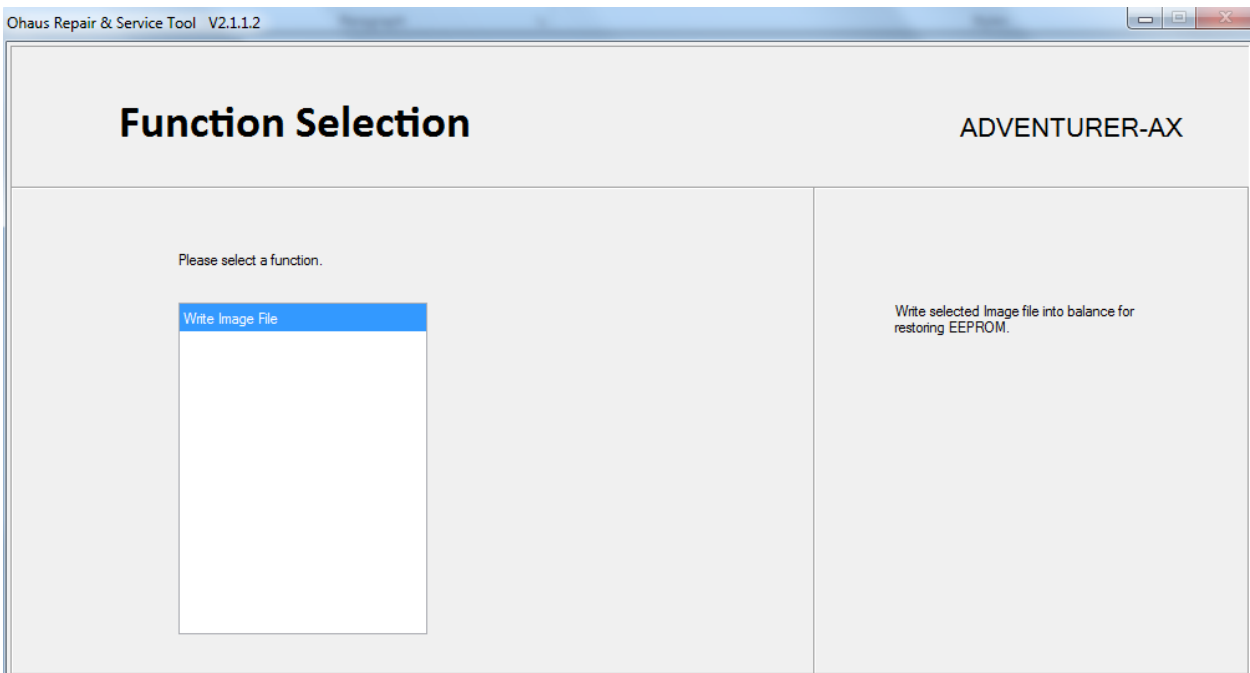 Ohaus Repair & Service Tool   V2.1.1.2
Function Selection
ADVENTURER-AX
Please select a function.
Write Image File
Write selected Image file into balance for
restoring EEPROM.